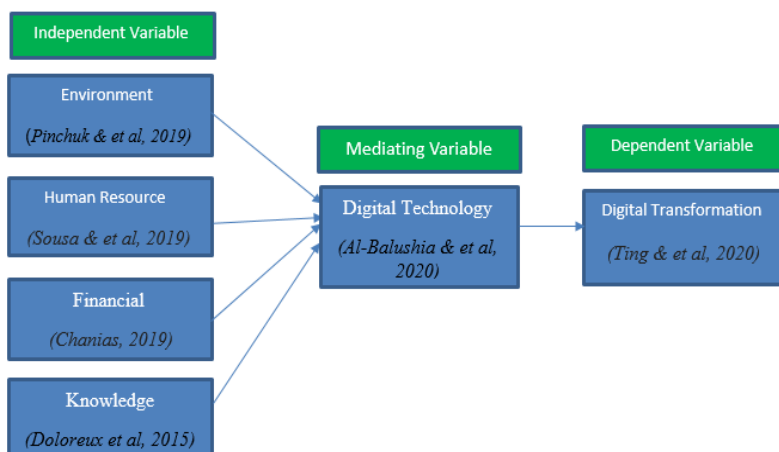 Independent Variable
Environment
(Pinchuk & et al, 2019)
Human Resource
(Sousa & et al, 2019)
Financial
(Chanias, 2019)
Knowledge
(Doloreux et al, 2015)
Mediating Variable
Digital Technology
(Al-Balushia & et al,
2020)
Dependent Variable
Digital Transformation
(Ting & et al, 2020)